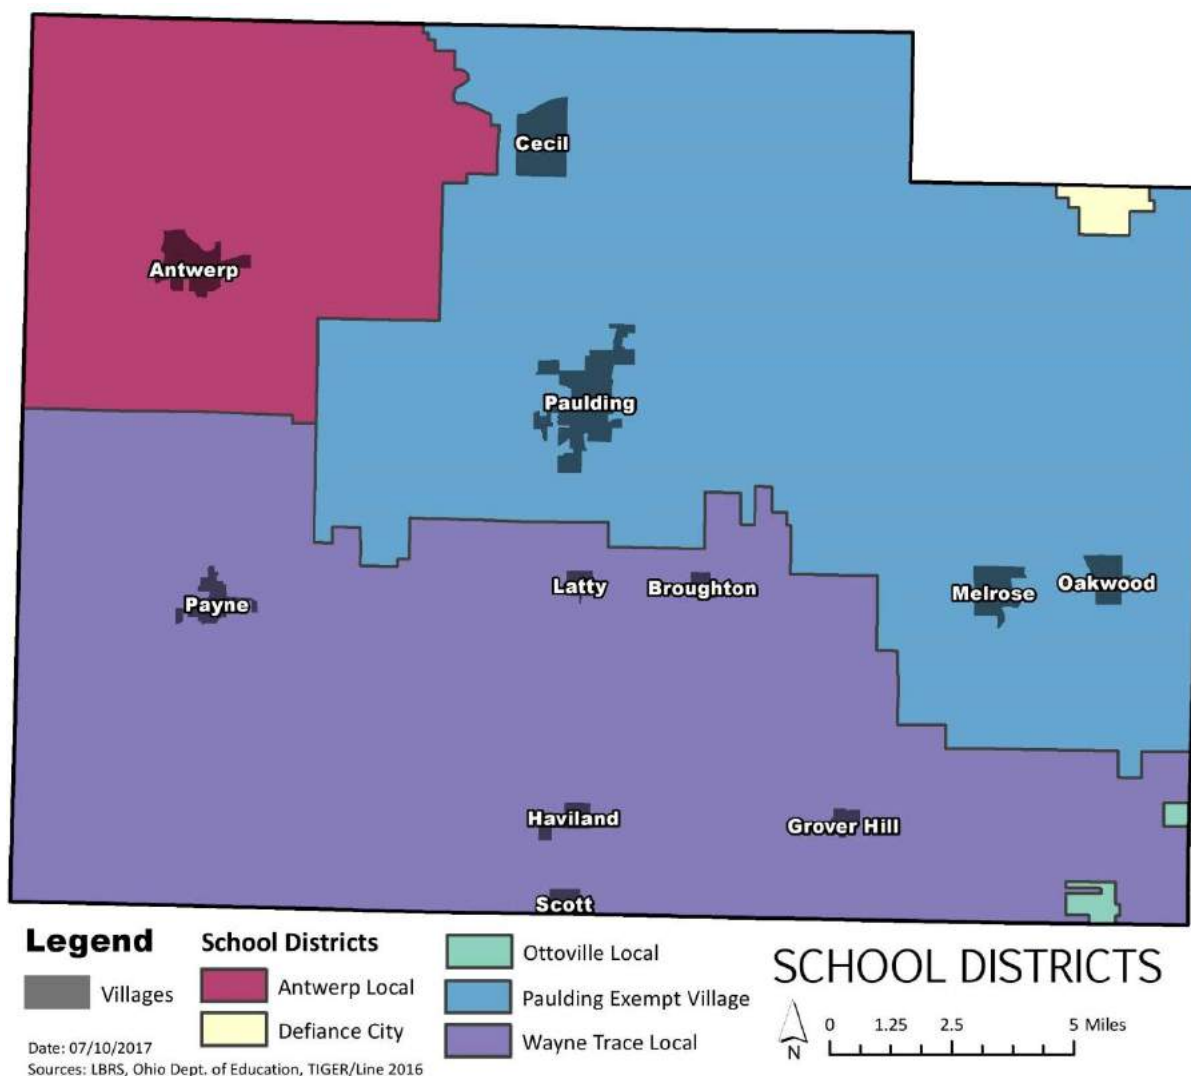 Cecil
Antwerp
Paulding
Payne
Latty
Broughton
Melrose
Oakwood
Haviland
Grover Hill
Scott
Legend
Villages
School Districts
Antwerp Local
Defiance City
Ottoville Local
Paulding Exempt Village
Wayne Trace Local
SCHOOL DISTRICTS
N
0 1.25 2.5 5 Miles
Date: 07/10/2017
Sources: LBRS, Ohio Dept. of Education, TIGER/Line 2016